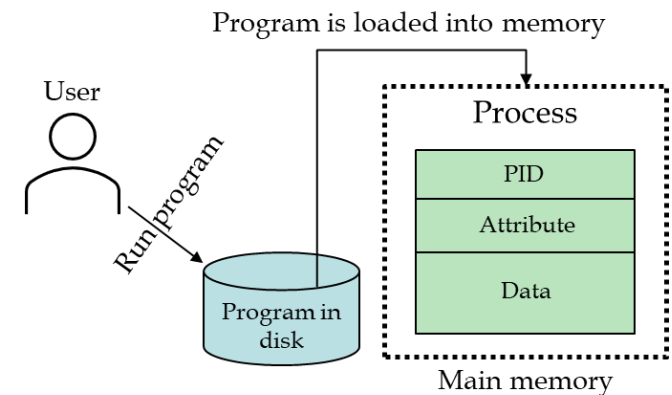 Program is loaded into memory
User
Run program
Program in
disk
Process
PID
Attribute
Data
Main memory